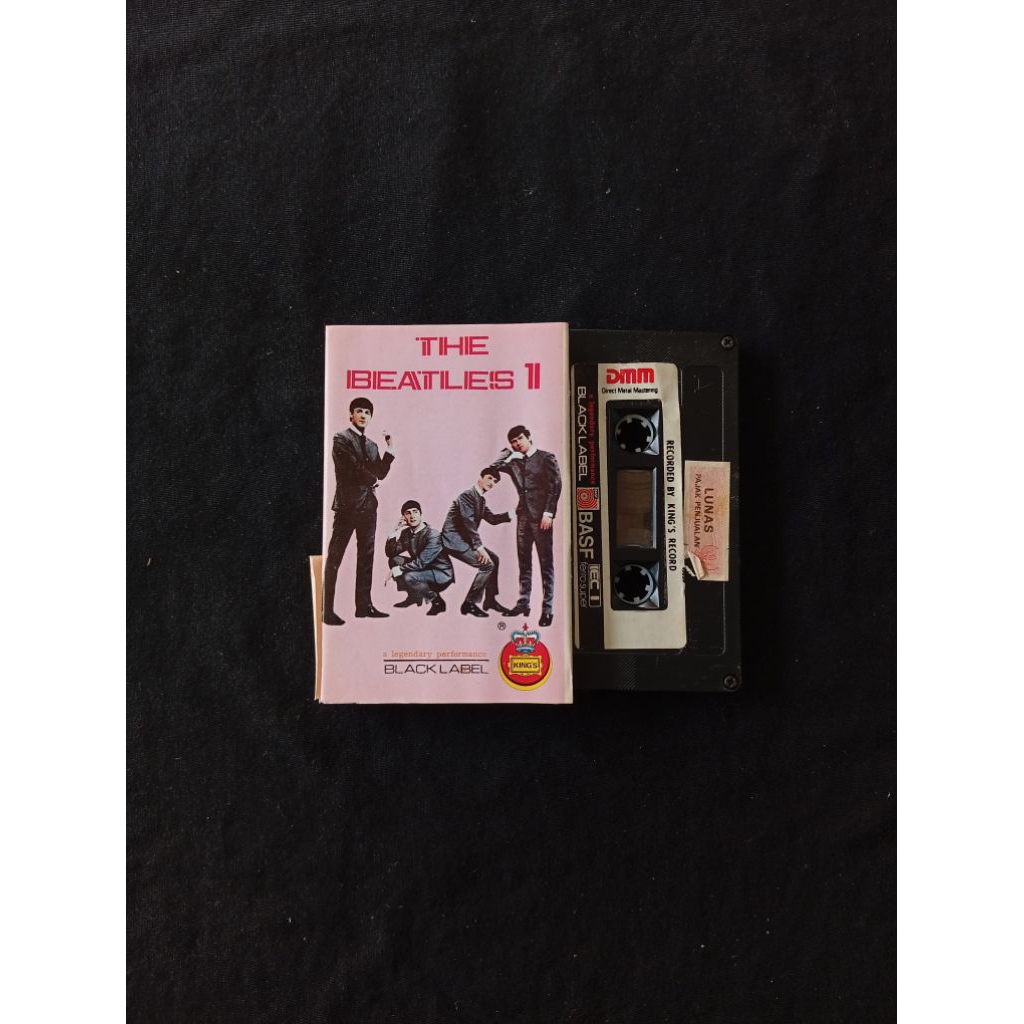 THE
BEATLES 1
a legendary performance
BLACK LABEL
®
KING'S
DMM
Direct Metal Mastering
a legendary performance
BLACK LABEL
BASF
IEC I
ferro super
RECORDED BY KING'S RECORD
LUNAS
PAJAK PENJUALAN
1